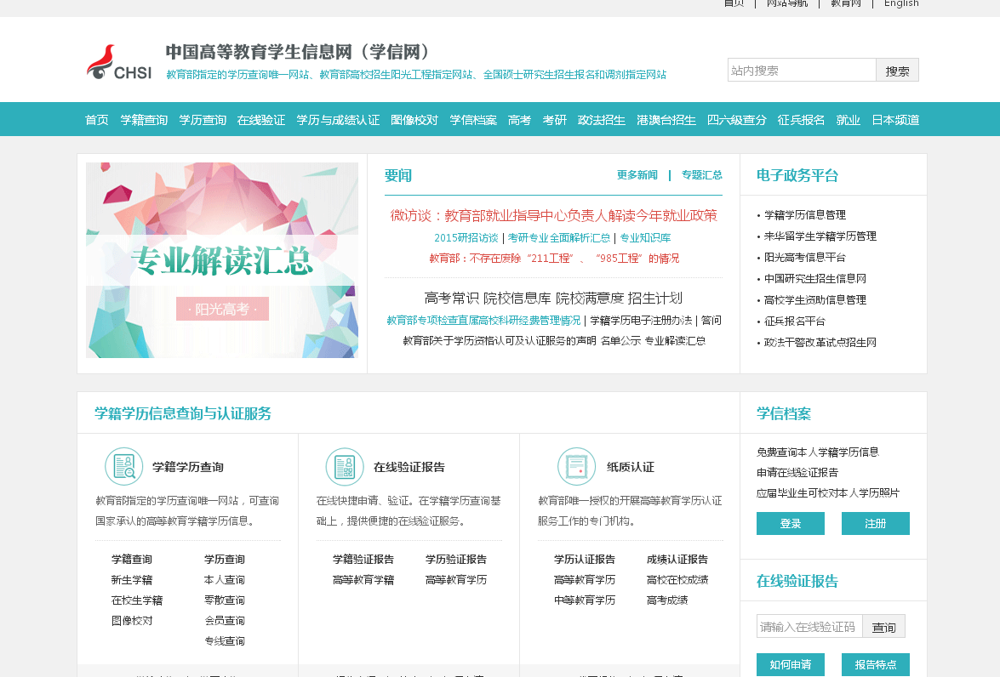 首页 | 网站导航 | 教育网 | English
CHSI
中国高等教育学生信息网（学信网）
教育部指定的学历查询唯一网站、教育部高校招生阳光工程指定网站、全国硕士研究生招生报名和调剂指定网站
站内搜索 搜索
首页 学籍查询 学历查询 在线验证 学历与成绩认证 图像校对 学信档案 高考 考研 政法招生 港澳台招生 四六级查分 征兵报名 就业 日本频道
专业解读汇总
· 阳光高考 ·
要闻 更多新闻 | 专题汇总
微访谈：教育部就业指导中心负责人解读今年就业政策
2015研招访谈 | 考研专业全面解析汇总 | 专业知识库
教育部：不存在废除“211工程”、“985工程”的情况
高考常识 院校信息库 院校满意度 招生计划
教育部专项检查直属高校科研经费管理情况 | 学籍学历电子注册办法 | 答问
教育部关于学历资格认可及认证服务的声明 名单公示 专业解读汇总
电子政务平台
• 学籍学历信息管理
• 来华留学生学籍学历管理
• 阳光高考信息平台
• 中国研究生招生信息网
• 高校学生资助信息管理
• 征兵报名平台
• 政法干警改革试点招生网
学籍学历信息查询与认证服务
学籍学历查询
教育部指定的学历查询唯一网站，可查询
国家承认的高等教育学籍学历信息。
学籍查询 学历查询
新生学籍 本人查询
在校生学籍 零散查询
图像校对 会员查询
专线查询
在线验证报告
在线快捷申请、验证。在学籍学历查询基
础上，提供便捷的在线验证服务。
学籍验证报告 学历验证报告
高等教育学籍 高等教育学历
纸质认证
教育部唯一授权的开展高等教育学历认证
服务工作的专门机构。
学历认证报告 成绩认证报告
高等教育学历 高校在校成绩
中等教育学历 高考成绩
学信档案
免费查询本人学籍学历信息
申请在线验证报告
应届毕业生可校对本人学历照片
登录 注册
在线验证报告
请输入在线验证码 查询
如何申请 报告特点